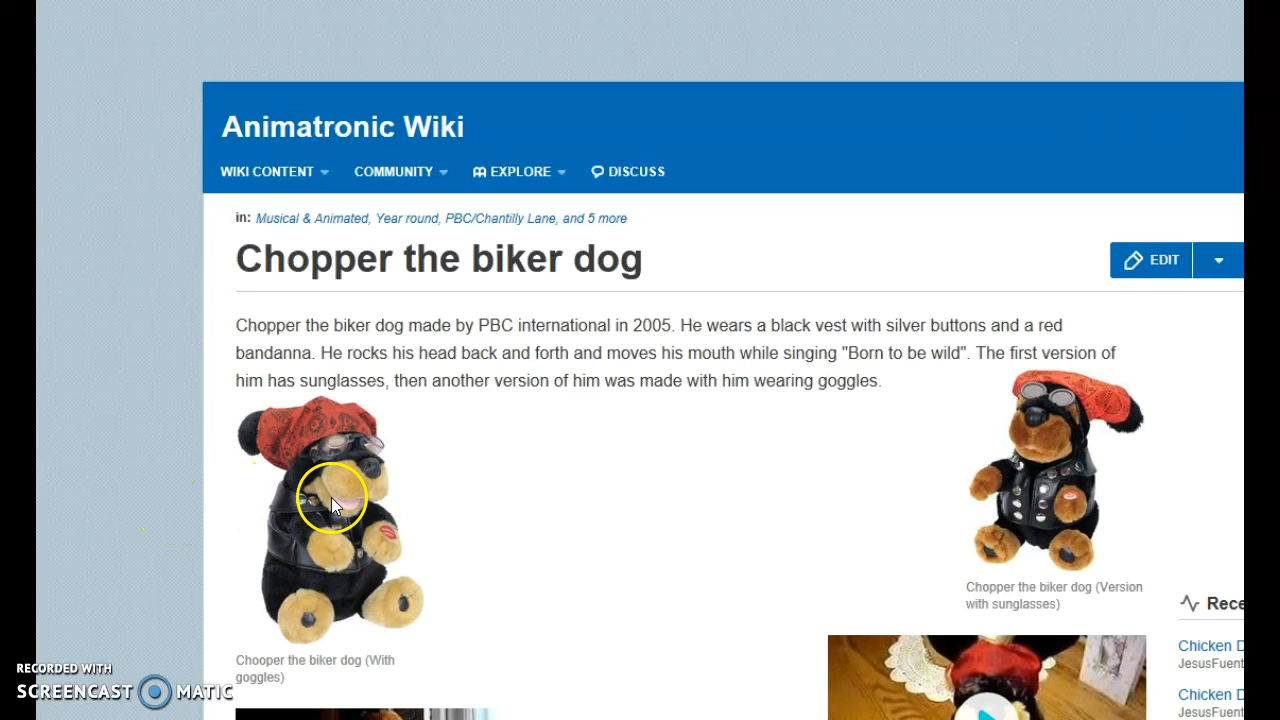 Animatronic Wiki
WIKI CONTENT COMMUNITY EXPLORE DISCUSS
in: Musical & Animated, Year round, PBC/Chantilly Lane, and 5 more
Chopper the biker dog
EDIT
Chopper the biker dog made by PBC international in 2005. He wears a black vest with silver buttons and a red
bandanna. He rocks his head back and forth and moves his mouth while singing "Born to be wild". The first version of
him has sunglasses, then another version of him was made with him wearing goggles.
Chopper the biker dog (Version
with sunglasses)
Chooper the biker dog (With
goggles)
Rece
Chicken D
JesusFuent
Chicken D
JesusFuent
RECORDED WITH
SCREENCAST MATIC